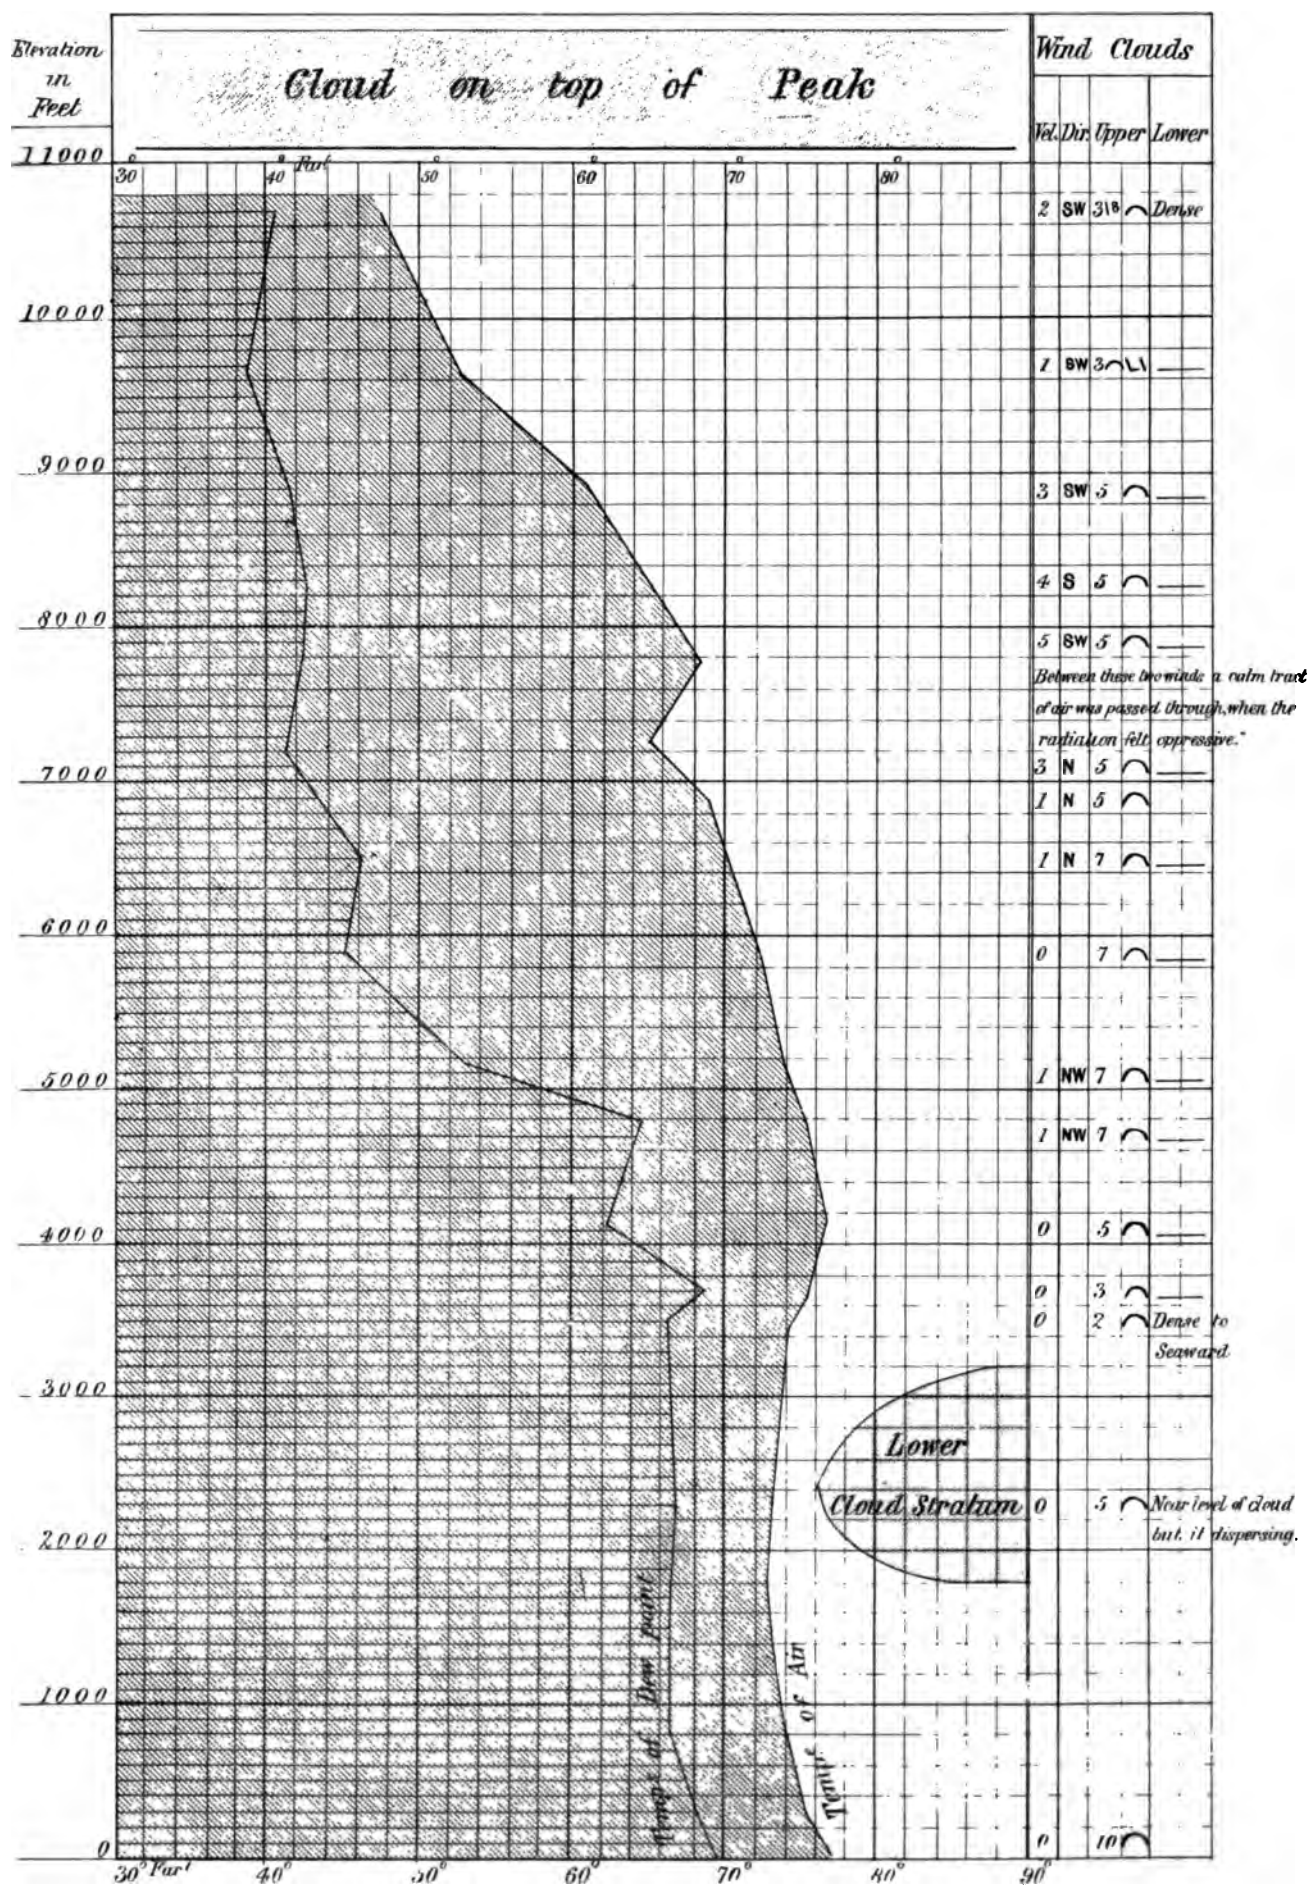 Elevation
in
Feet
Cloud on top of Peak
Wind Clouds
Vel. Dir. Upper Lower
11000
30° 40° Far.t 50° 60° 70° 80°
2 SW 318 Dense
10000
1 SW 3
9000
3 SW 5
4 S 5
8000
5 SW 5
Between these two winds a calm tract
of air was passed through, when the
radiation felt oppressive."
3 N 5
7000
1 N 5
1 N 7
6000
0 7
5000
1 NW 7
1 NW 7
4000
0 5
0 3
0 2 Dense to
Seaward
3000
Lower
Cloud Stratum 0 5 Near level of cloud
but it dispersing.
2000
Temp.e of Dew point
Temp.e of Air
1000
0
0 10
30° Far.t 40° 50° 60° 70° 80° 90°